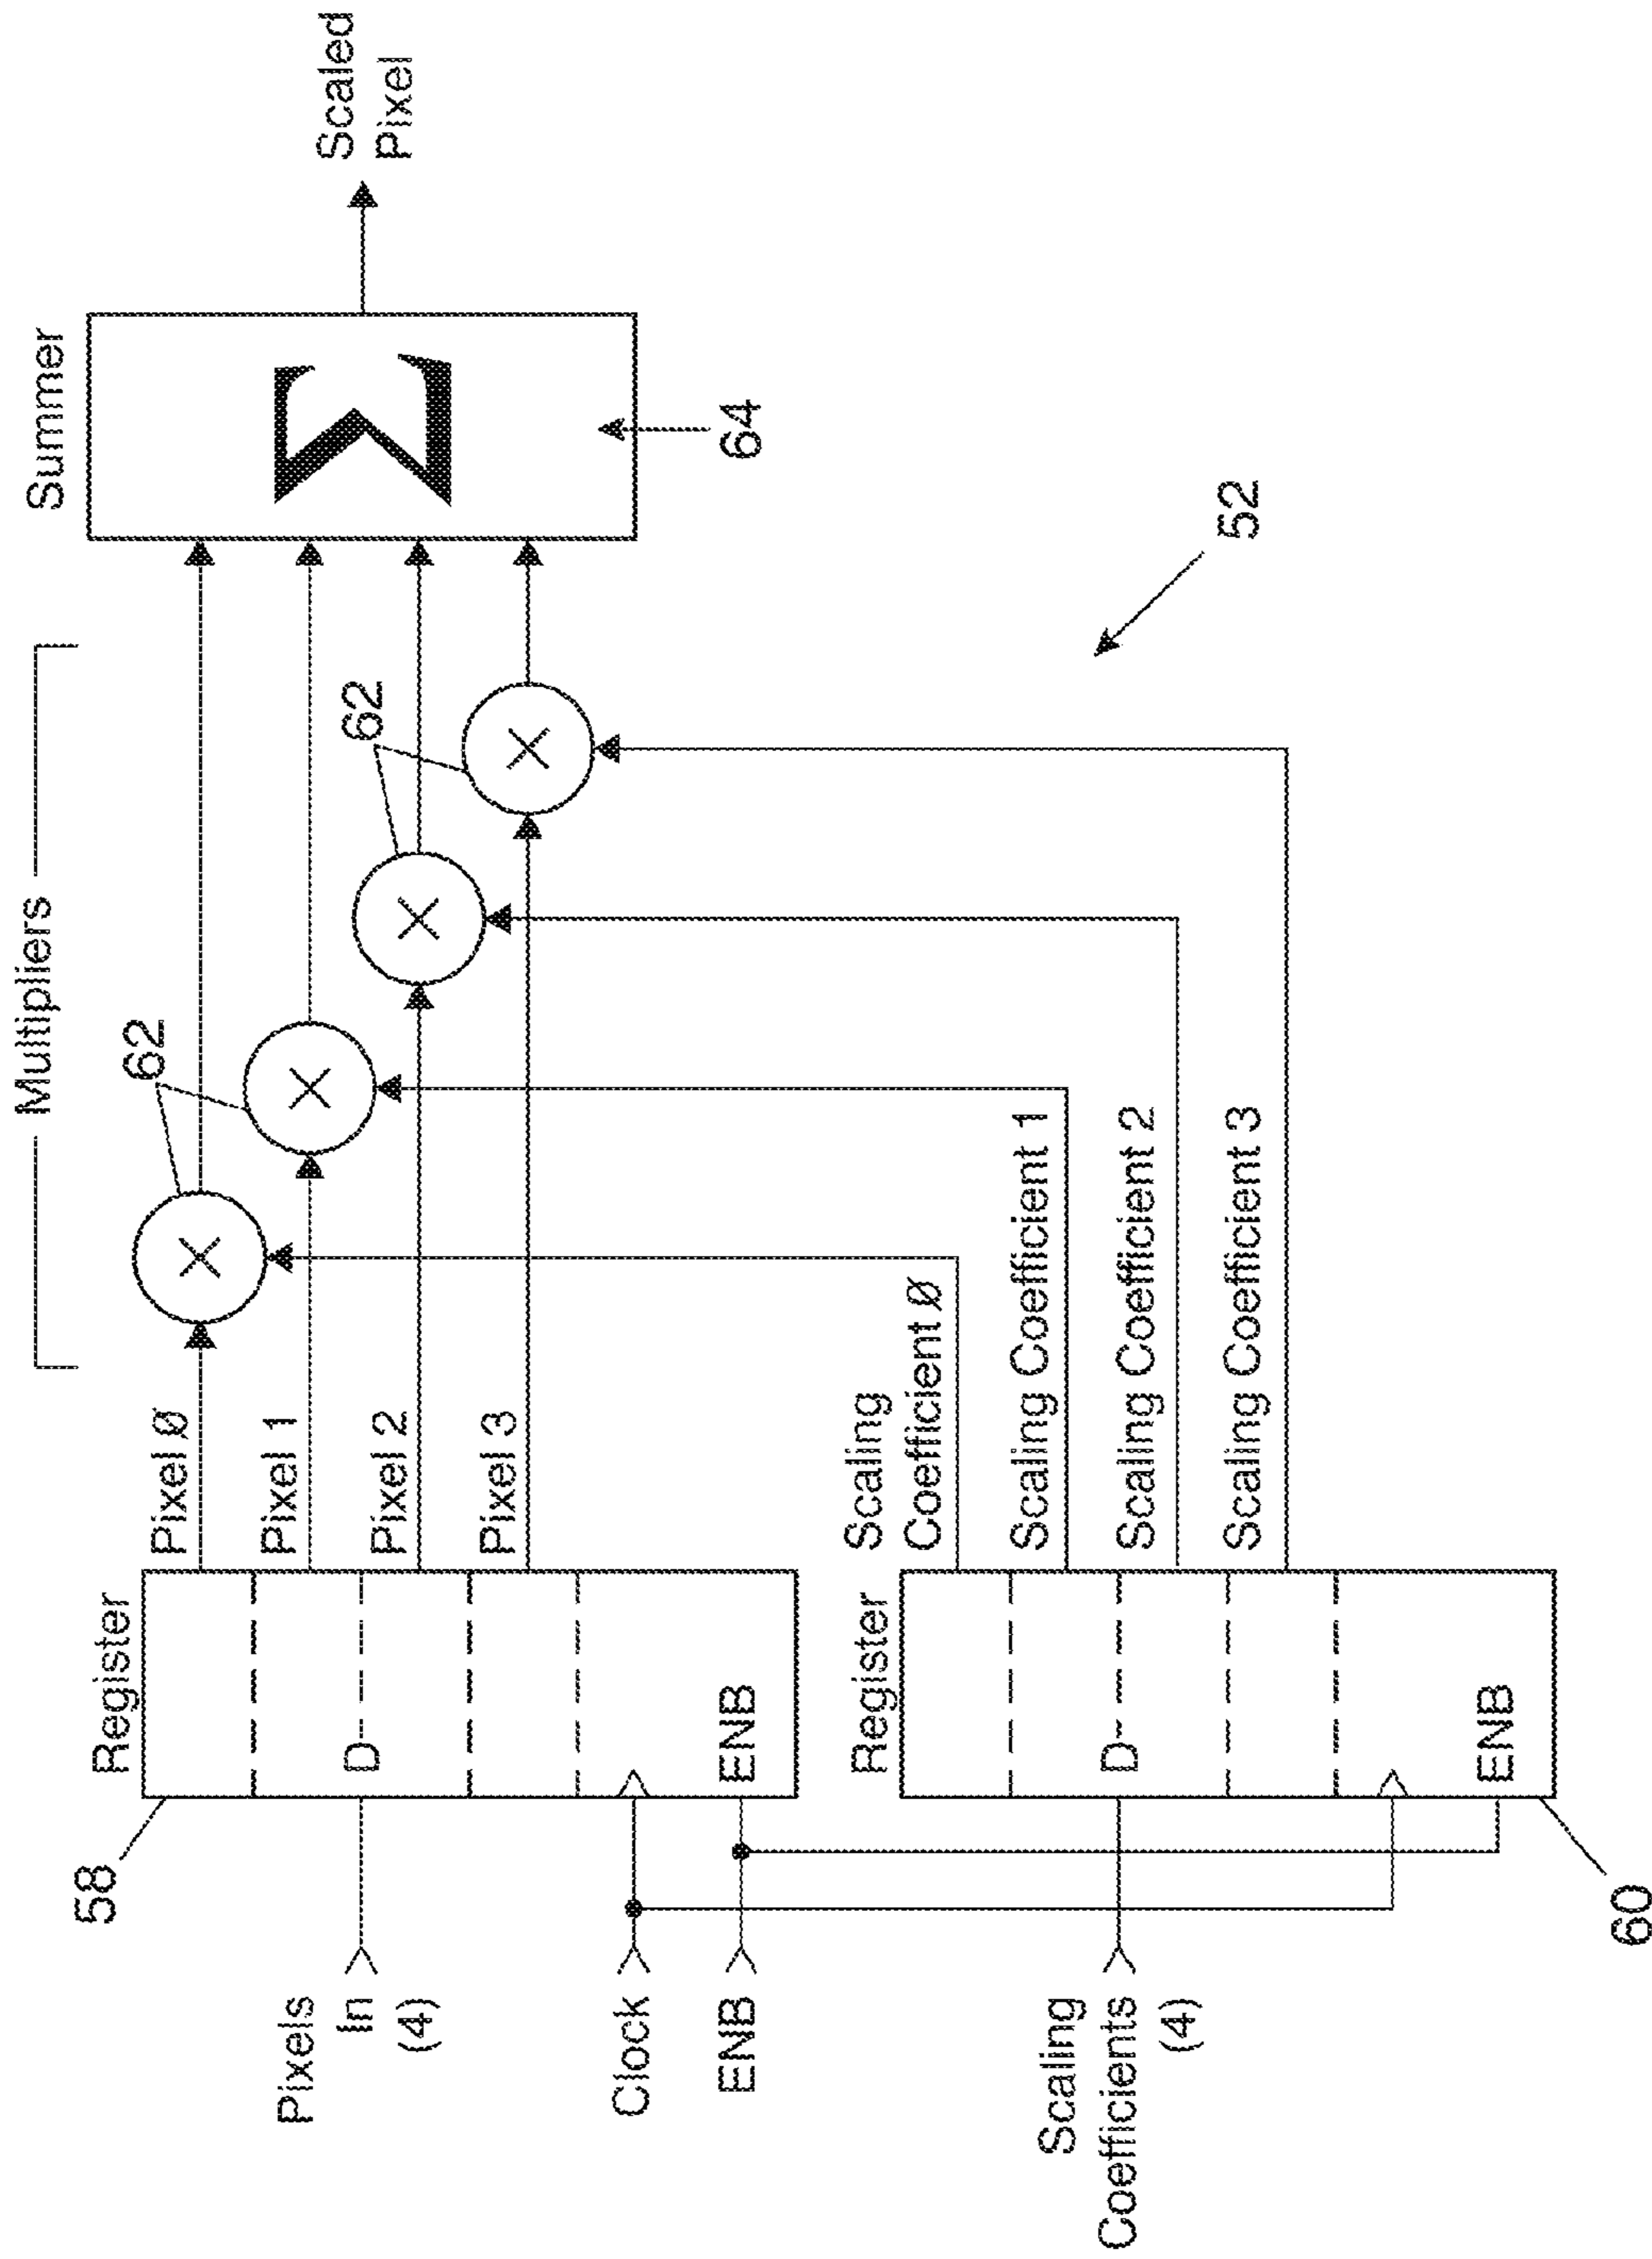 Multipliers
Summer
62
62
Scaled
Pixel
64
Register
58
Pixels
In
(4)
D
Clock
ENB
ENB
Pixel Ø
Pixel 1
Pixel 2
Pixel 3
Σ
Register
60
Scaling
Coefficients
(4)
D
ENB
Scaling
Coefficient Ø
Scaling Coefficient 1
Scaling Coefficient 2
Scaling Coefficient 3
52